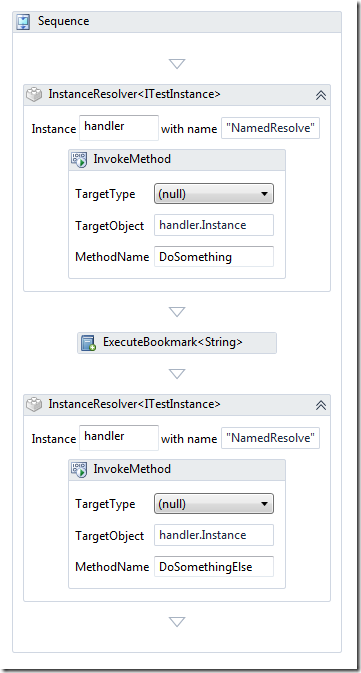 Sequence
InstanceResolver<ITestInstance>
Instance handler with name "NamedResolve"
InvokeMethod
TargetType (null)
TargetObject handler.Instance
MethodName DoSomething
ExecuteBookmark<String>
InstanceResolver<ITestInstance>
Instance handler with name "NamedResolve"
InvokeMethod
TargetType (null)
TargetObject handler.Instance
MethodName DoSomethingElse